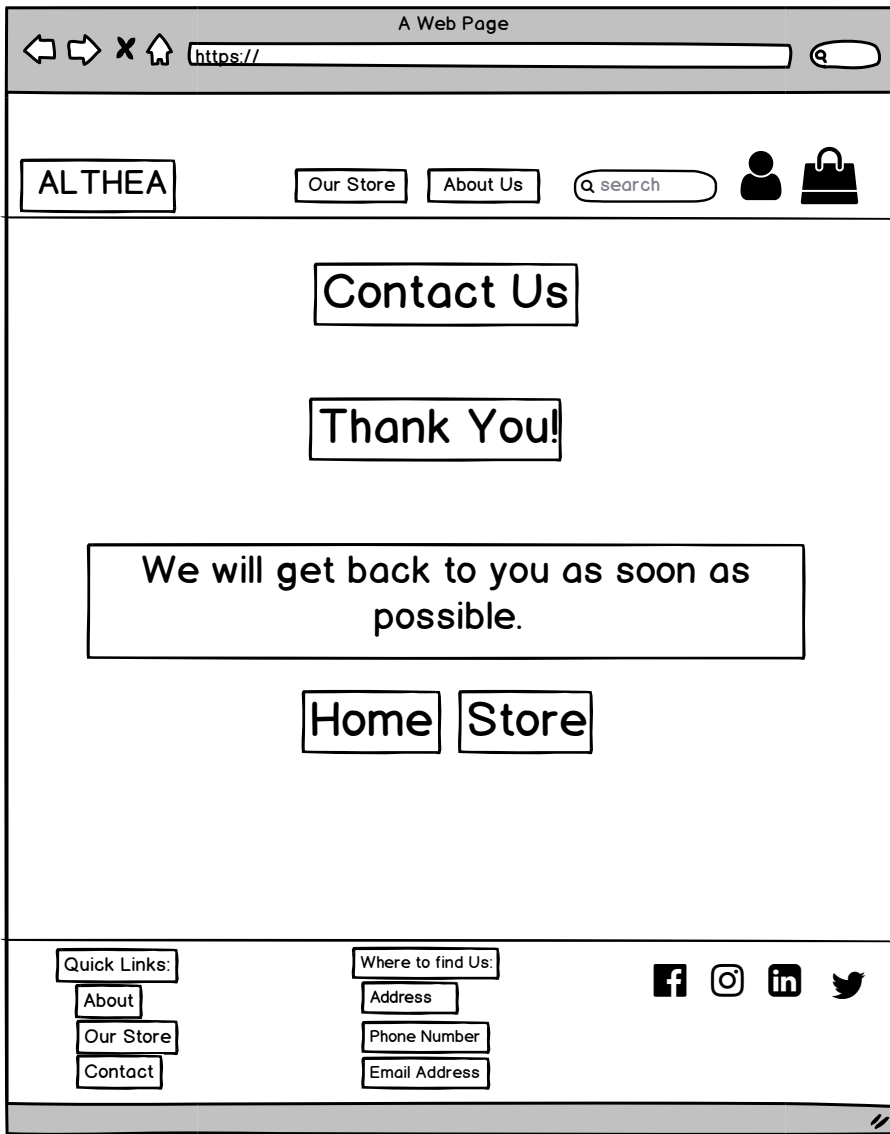 A Web Page
https://
ALTHEA
Our Store
About Us
search
Contact Us
Thank You!
We will get back to you as soon as
possible.
Home
Store
Quick Links:
About
Our Store
Contact
Where to find Us:
Address
Phone Number
Email Address